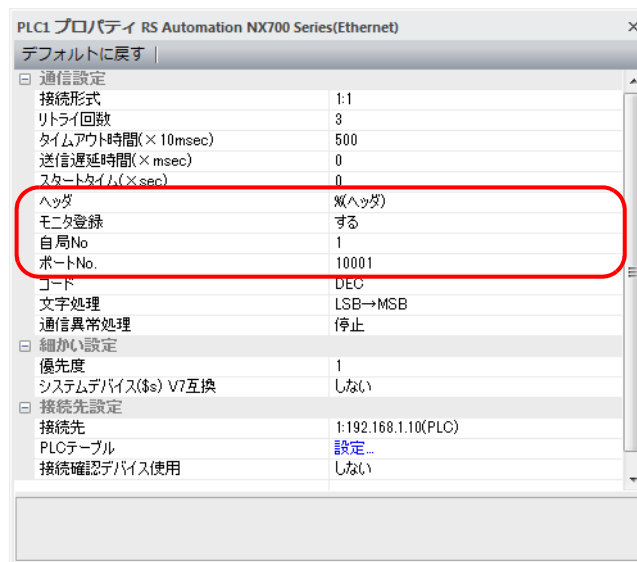 PLC1 プロパティ RS Automation NX700 Series(Ethernet)
デフォルトに戻す
通信設定
接続形式 1:1
リトライ回数 3
タイムアウト時間(×10msec) 500
送信遅延時間(×msec) 0
スタートタイム(×sec) 0
ヘッダ %(ヘッダ)
モニタ登録 する
自局No 1
ポートNo. 10001
コード DEC
文字処理 LSB→MSB
通信異常処理 停止
細かい設定
優先度 1
システムデバイス($s) V7互換 しない
接続先設定
接続先 1:192.168.1.10(PLC)
PLCテーブル 設定...
接続確認デバイス使用 しない